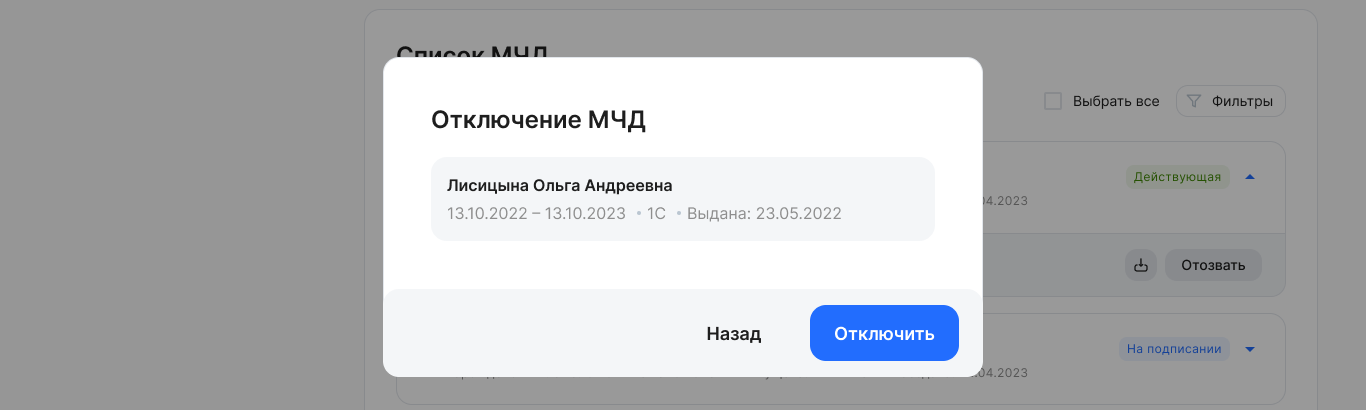 Список МЧД
Выбрать все
Фильтры
Отключение МЧД
Лисицына Ольга Андреевна
13.10.2022 – 13.10.2023 • 1С • Выдана: 23.05.2022
Действующая
04.2023
Отозвать
Назад
Отключить
На подписании
.04.2023